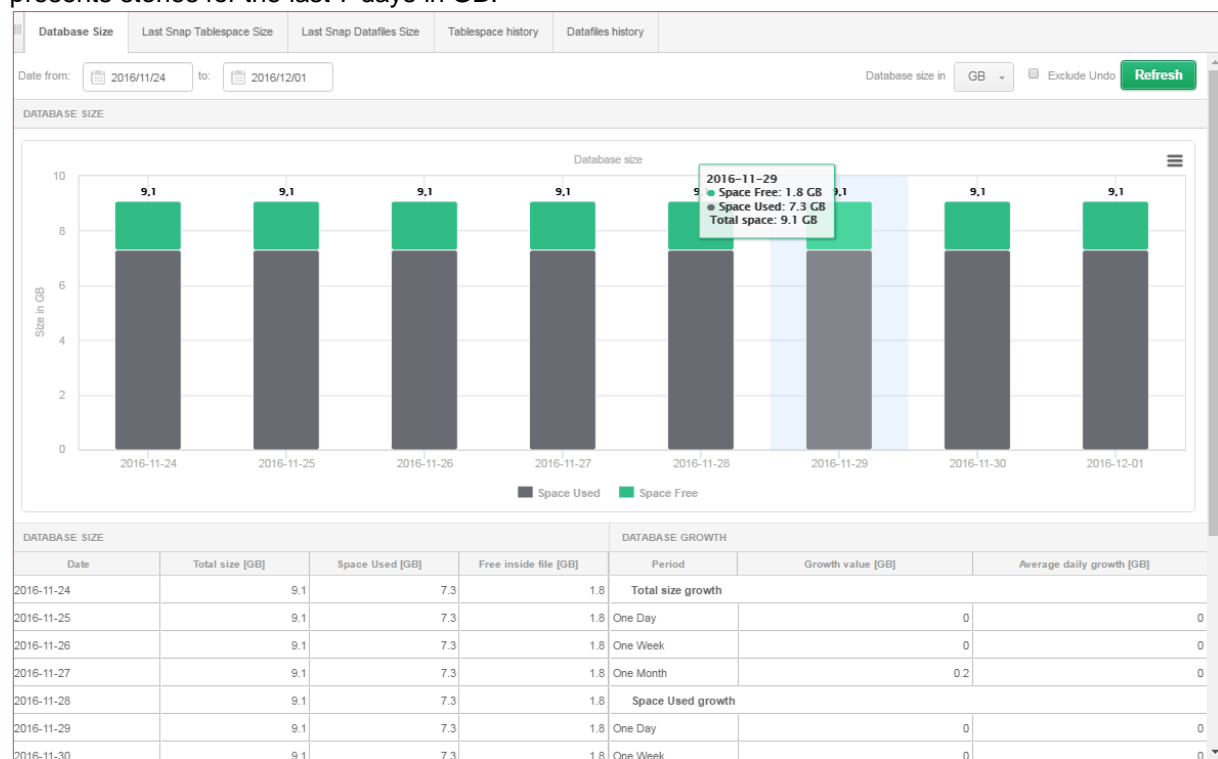 presents stories for the last 7 days in GB.
Database Size Last Snap Tablespace Size Last Snap Datafiles Size Tablespace history Datafiles history
Date from: 2016/11/24 to: 2016/12/01 Database size in GB Exclude Undo Refresh
DATABASE SIZE
Database size
10
9,1 9,1 9,1 9,1 9 9,1 9,1 9,1
2016-11-29
Space Free: 1.8 GB
Space Used: 7.3 GB
Total space: 9.1 GB
8
6
Size in GB
4
2
0
2016-11-24 2016-11-25 2016-11-26 2016-11-27 2016-11-28 2016-11-29 2016-11-30 2016-12-01
Space Used Space Free
DATABASE SIZE DATABASE GROWTH
Date Total size [GB] Space Used [GB] Free inside file [GB] Period Growth value [GB] Average daily growth [GB]
2016-11-24 9.1 7.3 1.8 Total size growth
2016-11-25 9.1 7.3 1.8 One Day 0 0
2016-11-26 9.1 7.3 1.8 One Week 0 0
2016-11-27 9.1 7.3 1.8 One Month 0.2 0
2016-11-28 9.1 7.3 1.8 Space Used growth
2016-11-29 9.1 7.3 1.8 One Day 0 0
2016-11-30 9.1 7.3 1.8 One Week 0 0